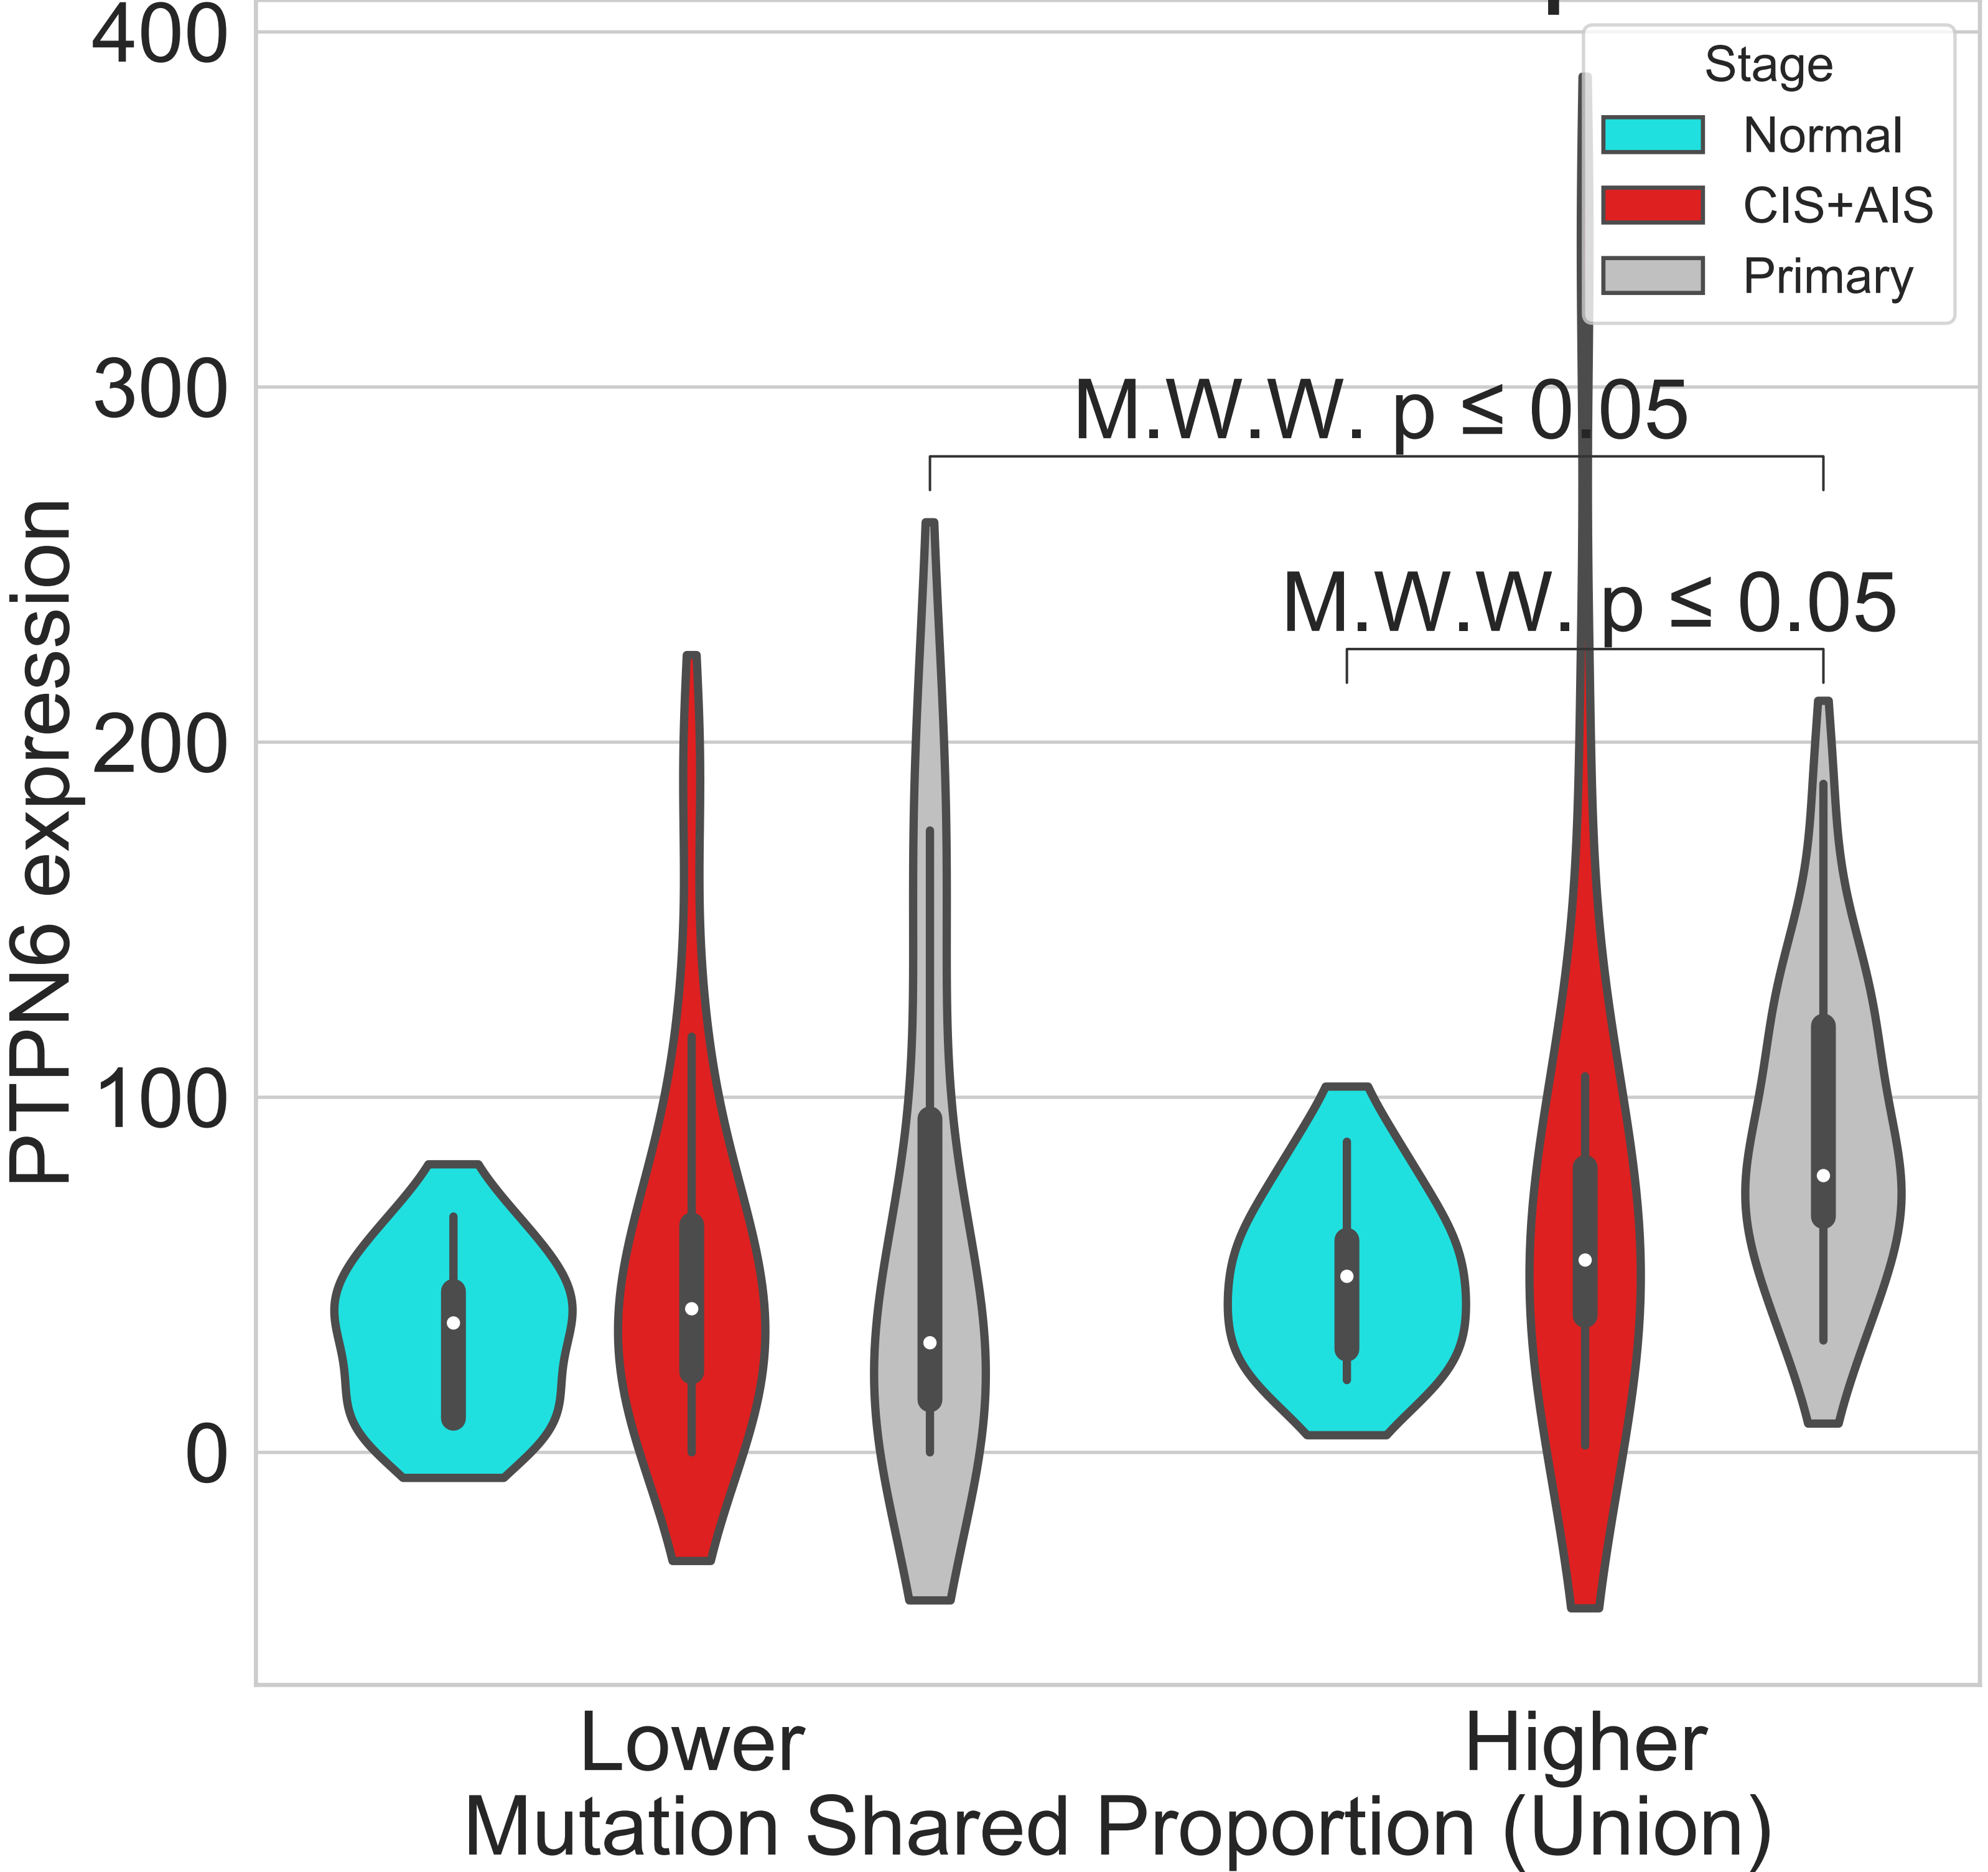 400
Stage
Normal
CIS+AIS
Primary
300
M.W.W. p ≤ 0.05
M.W.W. p ≤ 0.05
200
100
0
PTPN6 expression
Lower
Higher
Mutation Shared Proportion (Union)